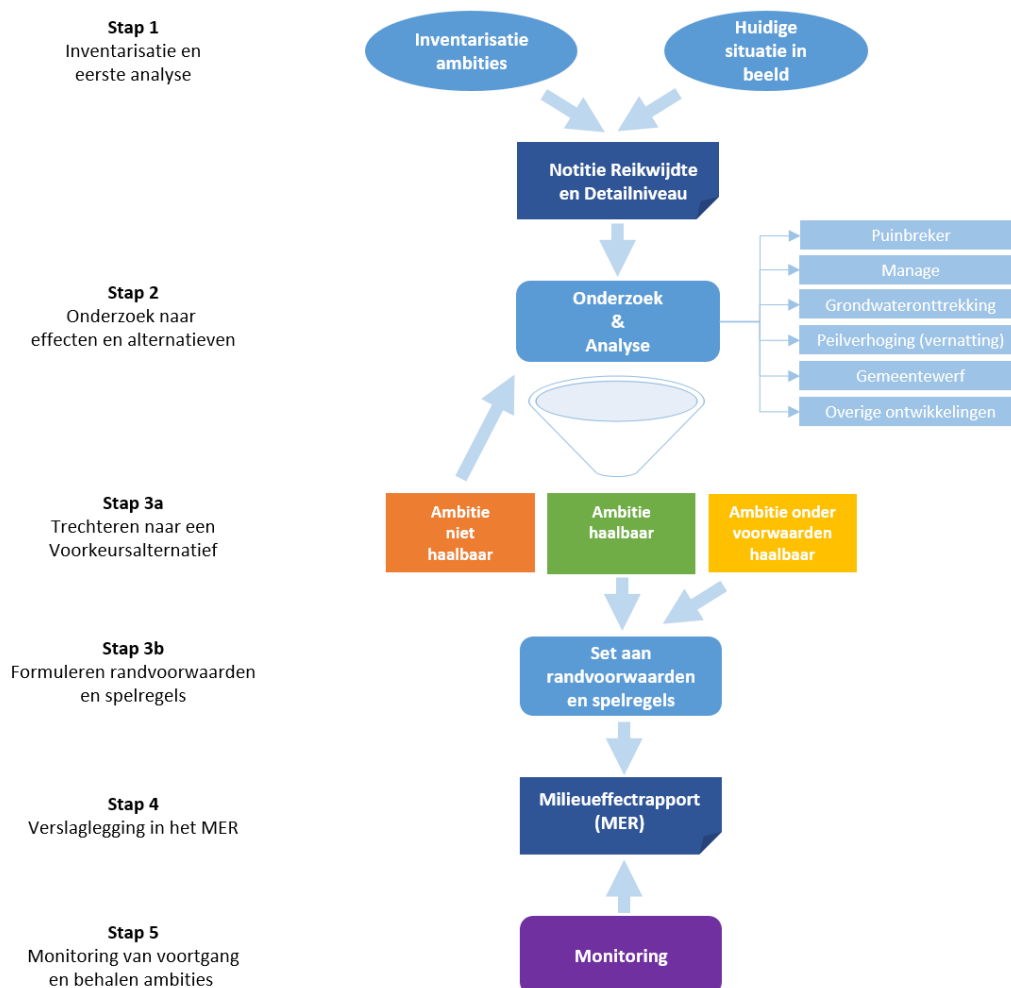 Stap 1
Inventarisatie en
eerste analyse
Inventarisatie
ambities
Huidige
situatie in
beeld
Notitie Reikwijdte
en Detailniveau
Stap 2
Onderzoek naar
effecten en alternatieven
Onderzoek
&
Analyse
Puinbreker
Manage
Grondwateronttrekking
Peilverhoging (vernatting)
Gemeentewerf
Overige ontwikkelingen
Stap 3a
Trechteren naar een
Voorkeursalternatief
Ambitie
niet
haalbaar
Ambitie
haalbaar
Ambitie onder
voorwaarden
haalbaar
Stap 3b
Formuleren randvoorwaarden
en spelregels
Set aan
randvoorwaarden
en spelregels
Stap 4
Verslaglegging in het MER
Milieueffectrapport
(MER)
Stap 5
Monitoring van voortgang
en behalen ambities
Monitoring